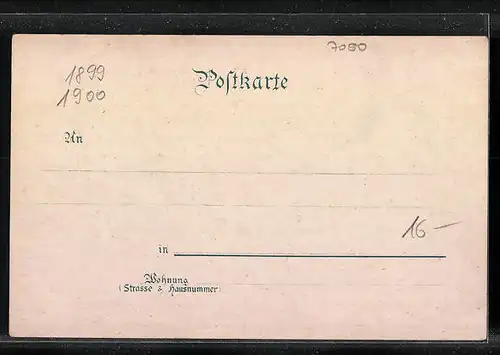 7080
1899
1900
Poſtkarte
An
16 –
in
Wohnung
(Strasse & Hausnummer)